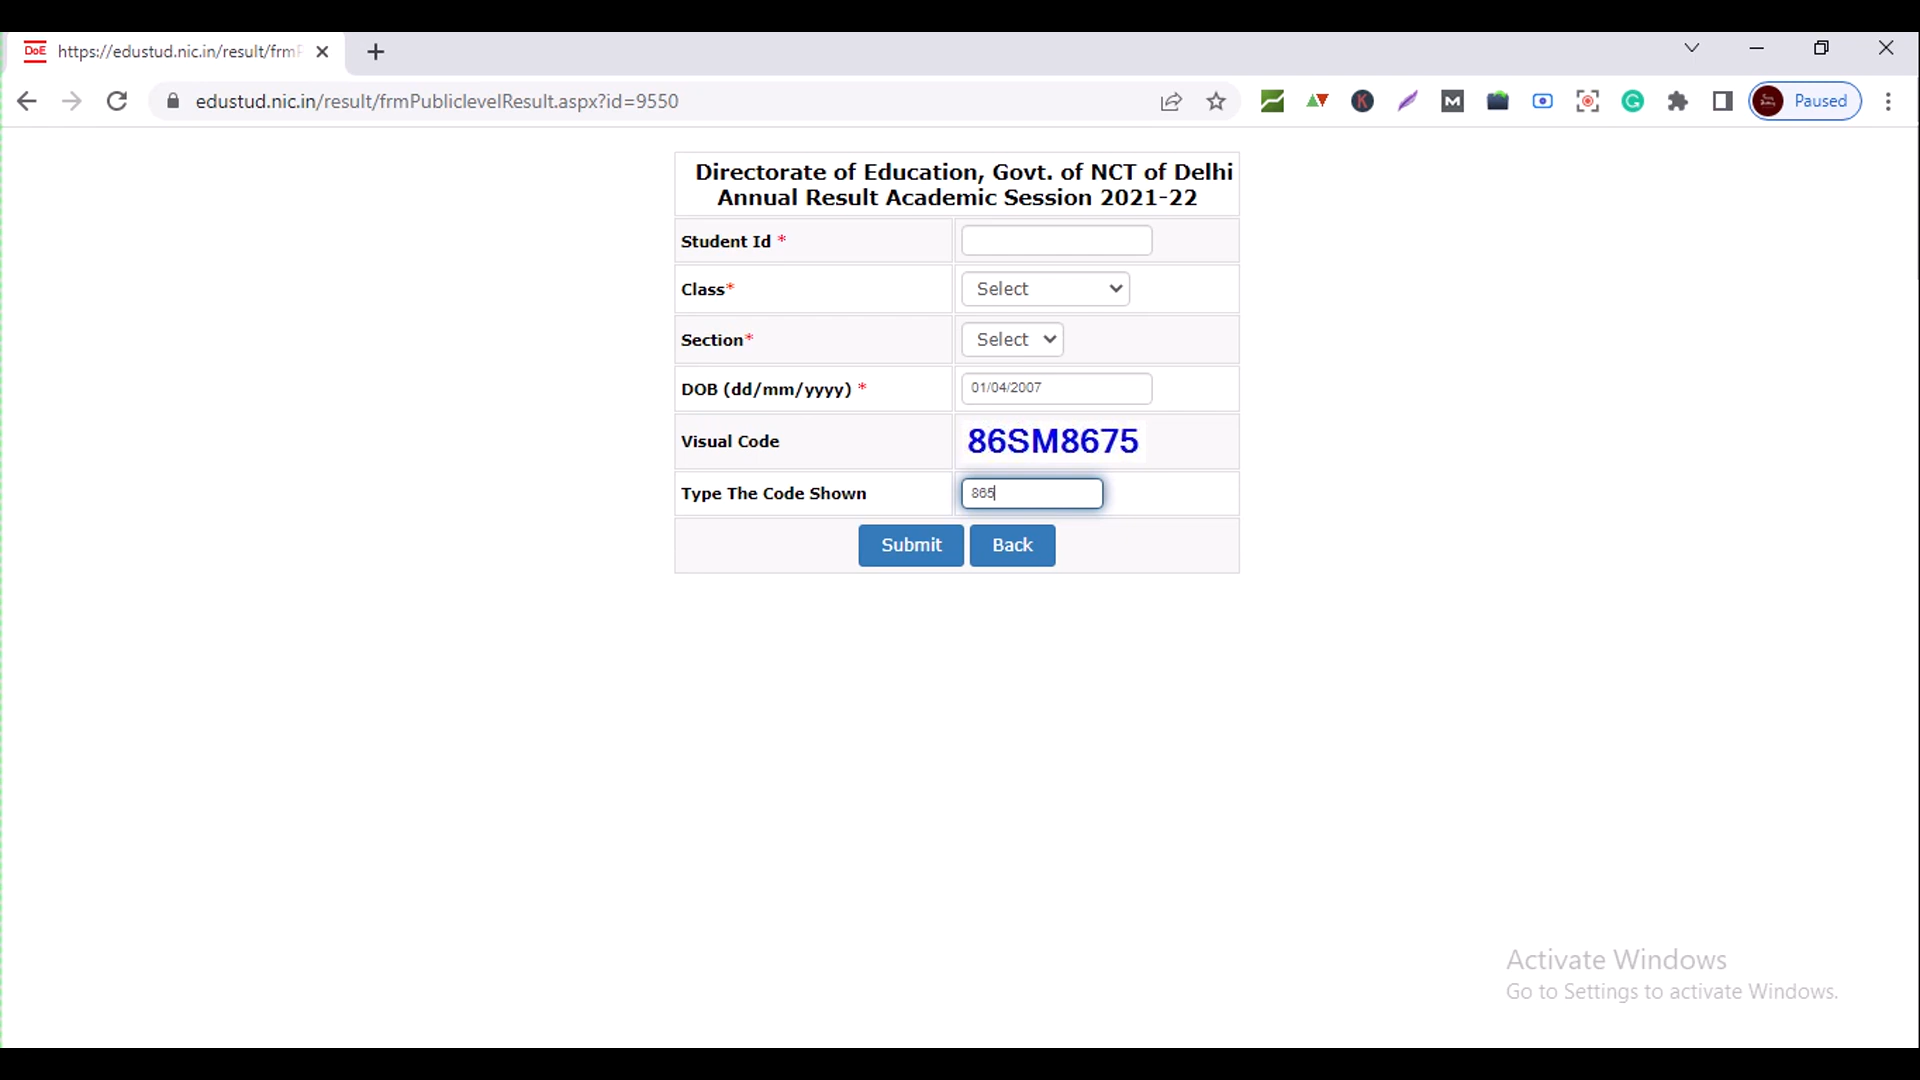 DoE https://edustud.nic.in/result/frmP
edustud.nic.in/result/frmPubliclevelResult.aspx?id=9550
K M G Paused
Directorate of Education, Govt. of NCT of Delhi
Annual Result Academic Session 2021-22
Student Id *
Class* Select
Section* Select
DOB (dd/mm/yyyy) * 01/04/2007
Visual Code 86SM8675
Type The Code Shown 865
Submit Back
Activate Windows
Go to Settings to activate Windows.